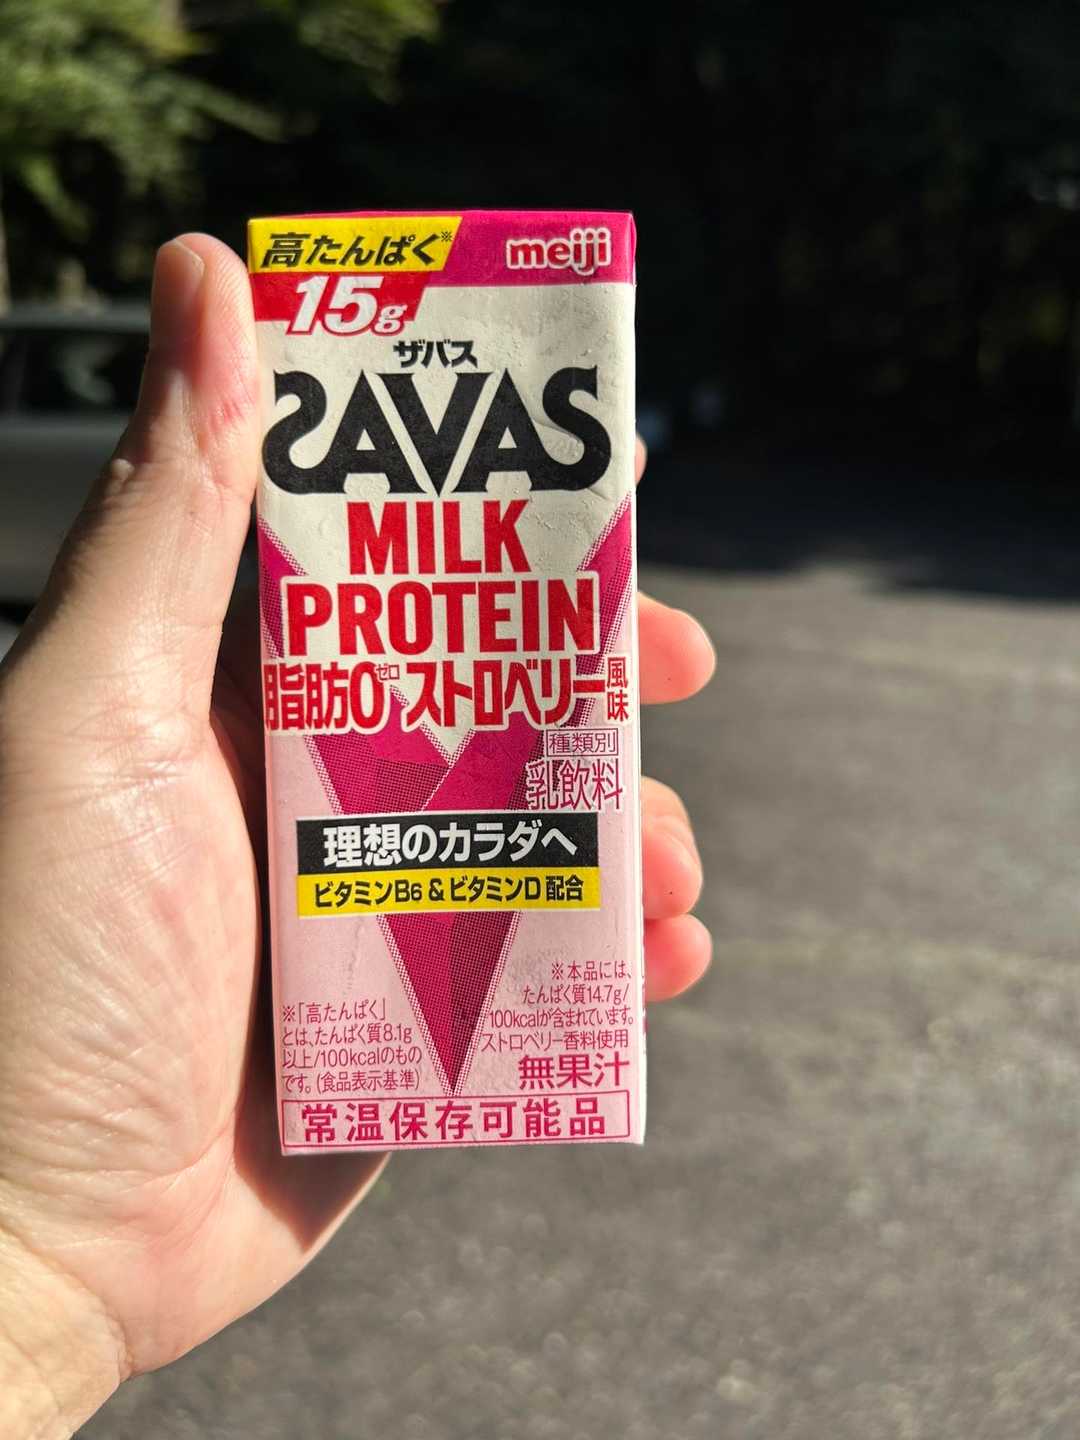 高たんぱく※
meiji
15g
ザバス
SAVAS
MILK
PROTEIN
脂肪0ゼロ ストロベリー風味
種類別
乳飲料
理想のカラダへ
ビタミンB6 & ビタミンD 配合
※「高たんぱく」
とは、たんぱく質8.1g
以上/100kcalのもの
です。(食品表示基準)
※本品には、
たんぱく質14.7g/
100kcalが含まれています。
ストロベリー香料使用
無果汁
常温保存可能品